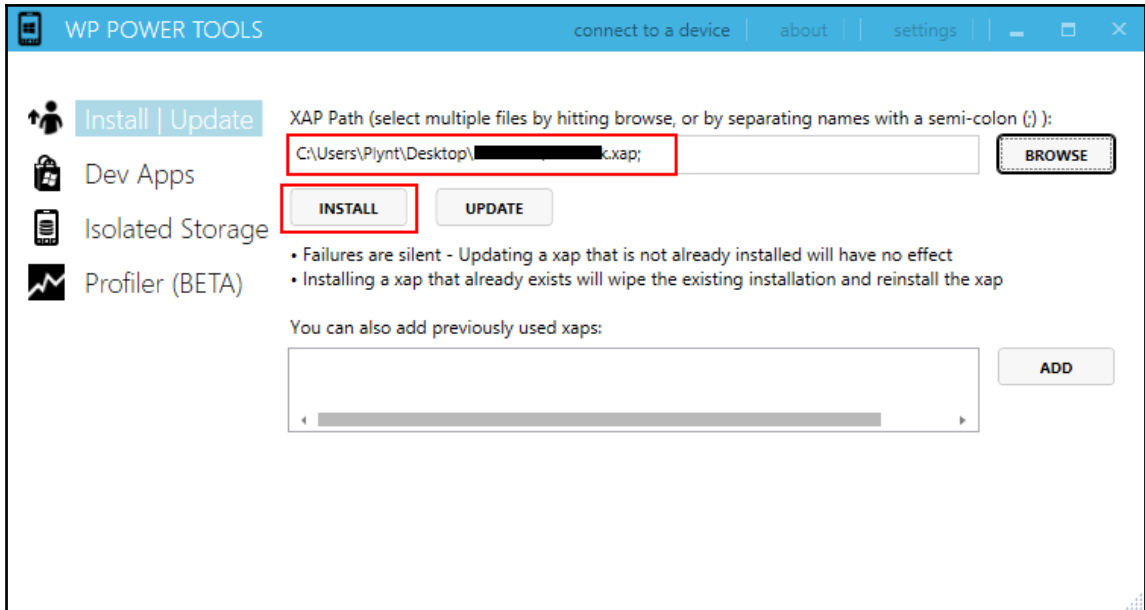 WP POWER TOOLS connect to a device about settings
Install | Update
Dev Apps
Isolated Storage
Profiler (BETA)
XAP Path (select multiple files by hitting browse, or by separating names with a semi-colon (;) ):
C:\Users\Plynt\Desktop\ k.xap;
BROWSE
INSTALL UPDATE
• Failures are silent - Updating a xap that is not already installed will have no effect
• Installing a xap that already exists will wipe the existing installation and reinstall the xap
You can also add previously used xaps:
ADD